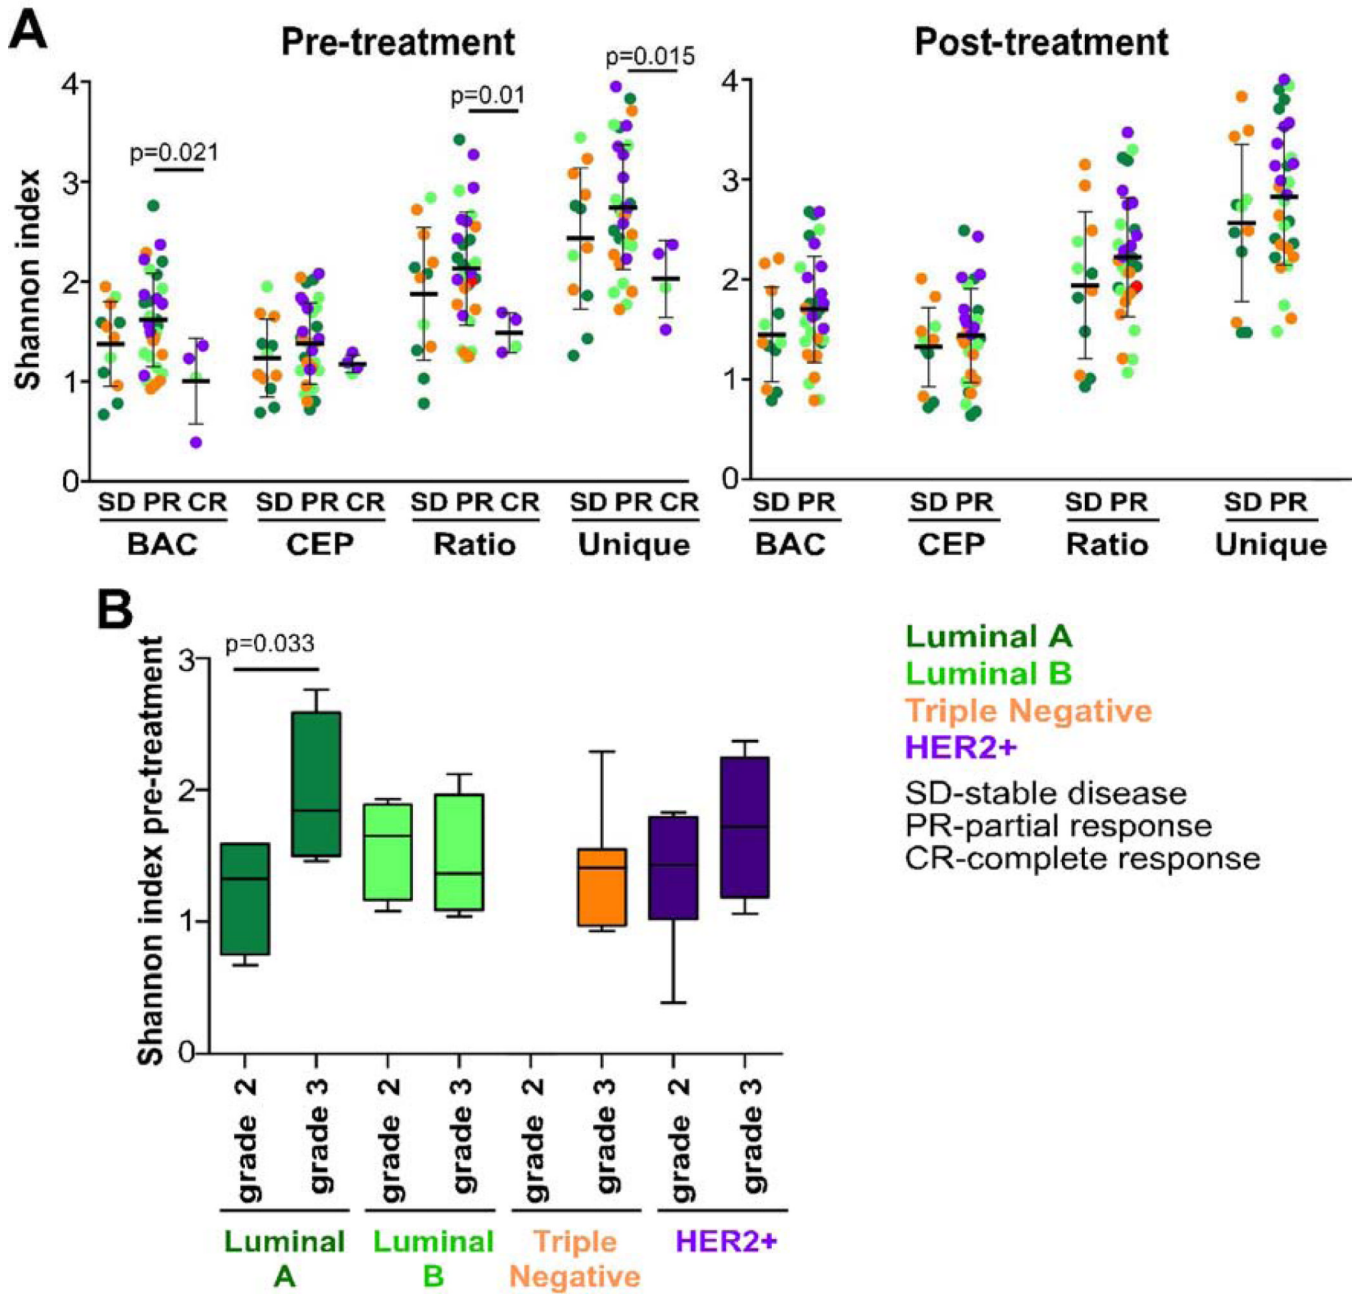 A
Pre-treatment
Post-treatment
Shannon index
4
3
2
1
0
p=0.021
p=0.01
p=0.015
SD PR CR
SD PR CR
SD PR CR
SD PR CR
BAC
CEP
Ratio
Unique
4
3
2
1
0
SD PR
SD PR
SD PR
SD PR
BAC
CEP
Ratio
Unique
B
Shannon index pre-treatment
3
2
1
0
p=0.033
grade 2
grade 3
grade 2
grade 3
grade 2
grade 3
grade 2
grade 3
Luminal
A
Luminal
B
Triple
Negative
HER2+
Luminal A
Luminal B
Triple Negative
HER2+
SD-stable disease
PR-partial response
CR-complete response